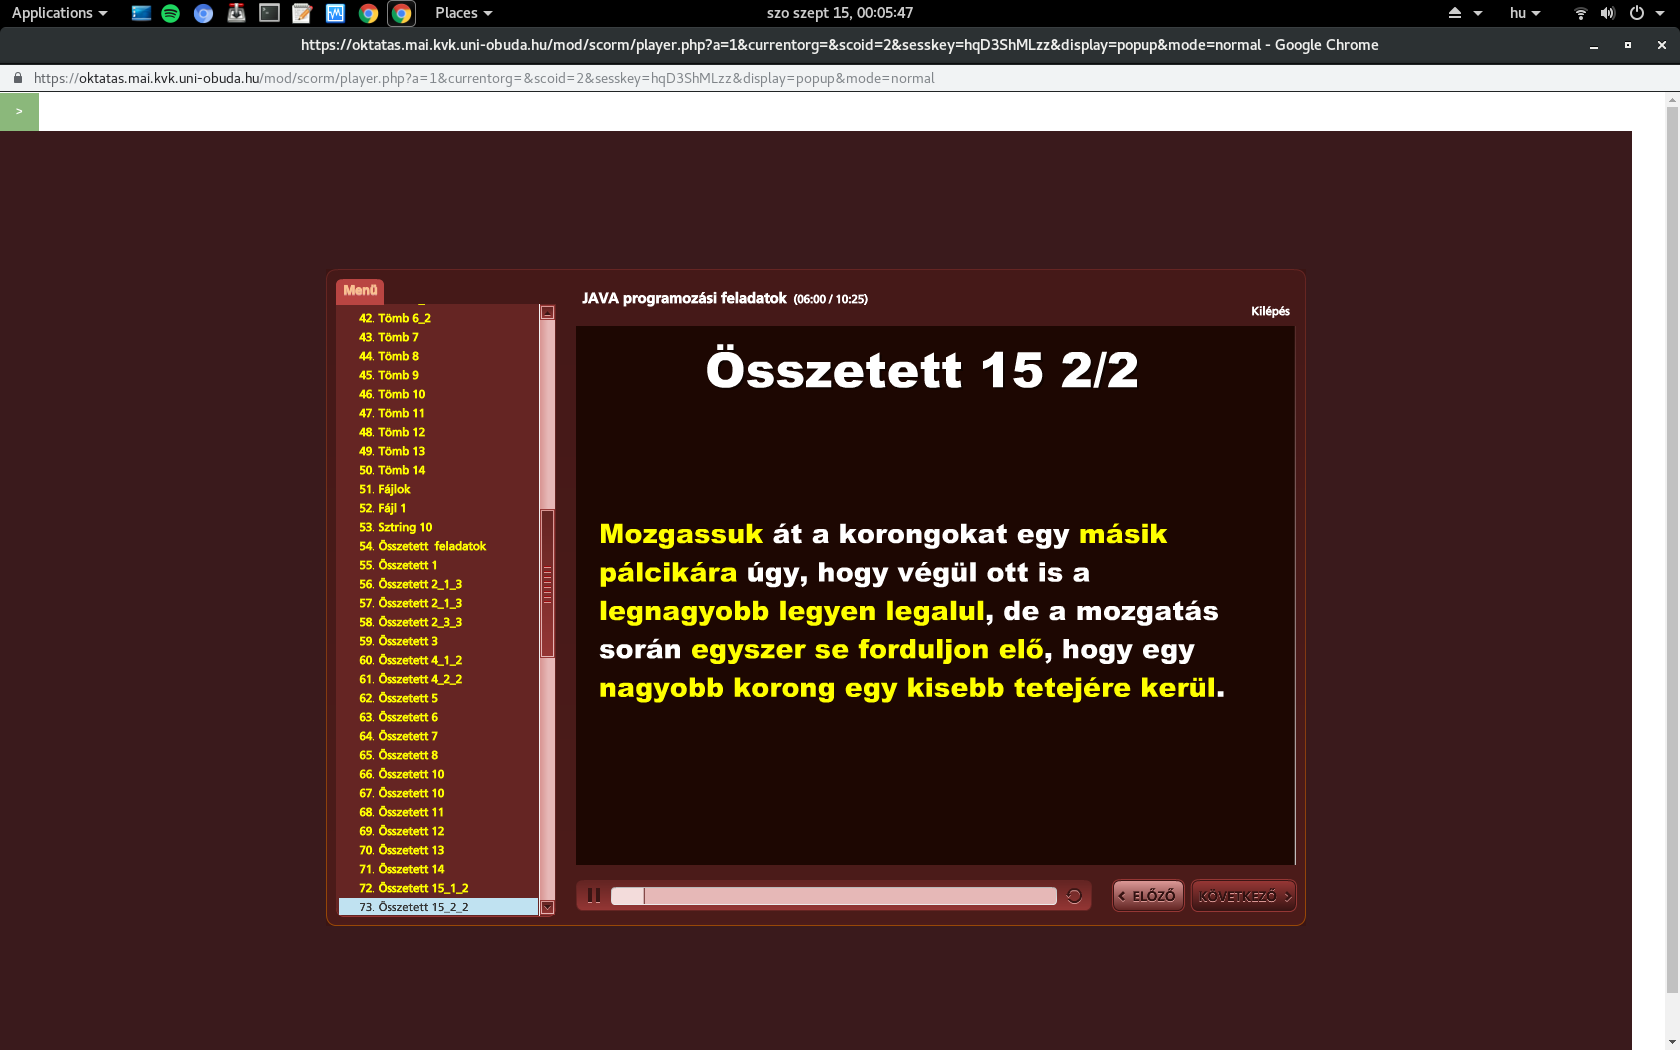 Applications
Places
szo szept 15, 00:05:47
hu
https://oktatas.mai.kvk.uni-obuda.hu/mod/scorm/player.php?a=1&currentorg=&scoid=2&sesskey=hqD3ShMLzz&display=popup&mode=normal - Google Chrome
https://oktatas.mai.kvk.uni-obuda.hu/mod/scorm/player.php?a=1&currentorg=&scoid=2&sesskey=hqD3ShMLzz&display=popup&mode=normal
>
Menü
42. Tömb 6_2
43. Tömb 7
44. Tömb 8
45. Tömb 9
46. Tömb 10
47. Tömb 11
48. Tömb 12
49. Tömb 13
50. Tömb 14
51. Fájlok
52. Fájl 1
53. Sztring 10
54. Összetett feladatok
55. Összetett 1
56. Összetett 2_1_3
57. Összetett 2_1_3
58. Összetett 2_3_3
59. Összetett 3
60. Összetett 4_1_2
61. Összetett 4_2_2
62. Összetett 5
63. Összetett 6
64. Összetett 7
65. Összetett 8
66. Összetett 10
67. Összetett 10
68. Összetett 11
69. Összetett 12
70. Összetett 13
71. Összetett 14
72. Összetett 15_1_2
73. Összetett 15_2_2
JAVA programozási feladatok (06:00 / 10:25)
Kilépés
Összetett 15 2/2
Mozgassuk át a korongokat egy másik
pálcikára úgy, hogy végül ott is a
legnagyobb legyen legalul, de a mozgatás
során egyszer se forduljon elő, hogy egy
nagyobb korong egy kisebb tetejére kerül.
< ELŐZŐ
KÖVETKEZŐ >